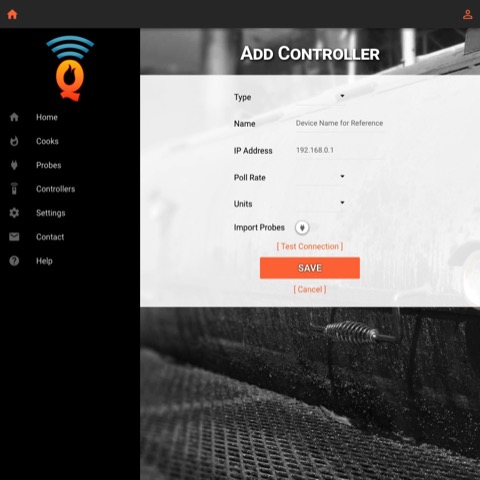 Add Controller
Home
Cooks
Probes
Controllers
Settings
Contact
Help
Type
Name Device Name for Reference
IP Address 192.168.0.1
Poll Rate
Units
Import Probes
[ Test Connection ]
SAVE
[ Cancel ]